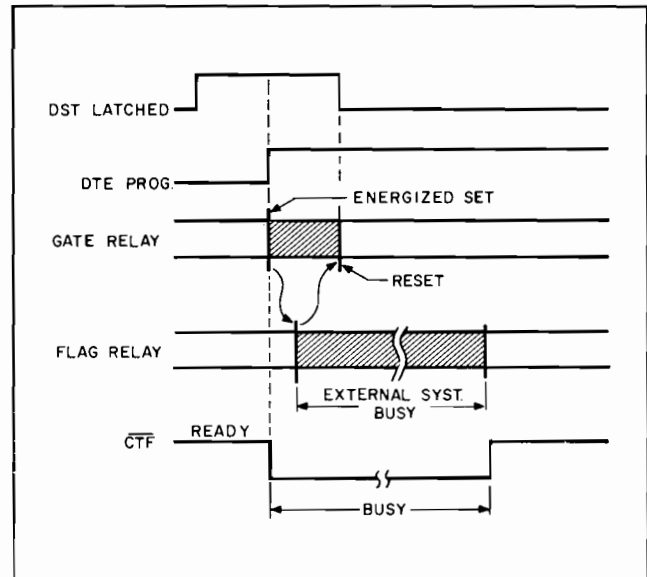 DST LATCHED
DTE PROG.
ENERGIZED SET
GATE RELAY
RESET
FLAG RELAY
EXTERNAL SYST.
BUSY
READY
CTF
BUSY